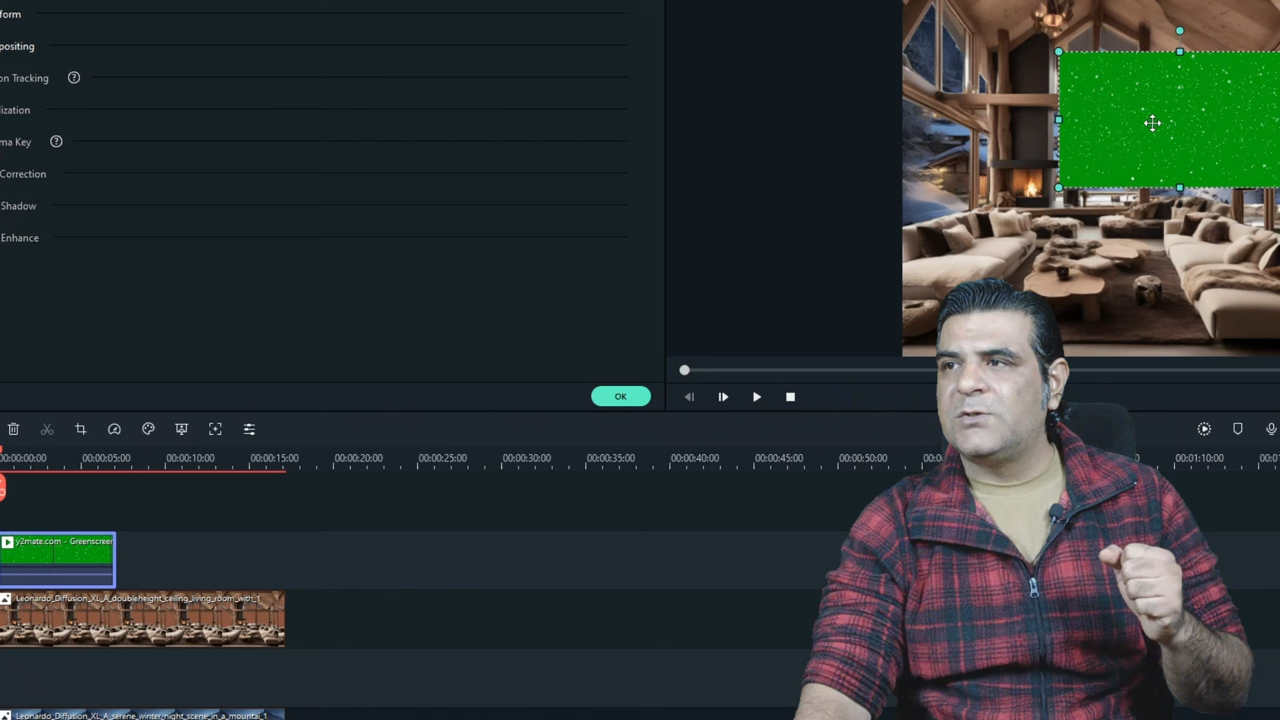 form
positing
on Tracking
lization
ma Key
Correction
Shadow
Enhance
OK
00:00:00:00 00:00:05:00 00:00:10:00 00:00:15:00 00:00:20:00 00:00:25:00 00:00:30:00 00:00:35:00 00:00:40:00 00:00:45:00 00:00:50:00 00:01:10:00
y2mate.com - Greenscreen
Leonardo_Diffusion_XL_A_doubleheight_ceiling_living_room_with_1
Leonardo_Diffusion_XL_A_serene_winter_night_scene_in_a_mountai_1